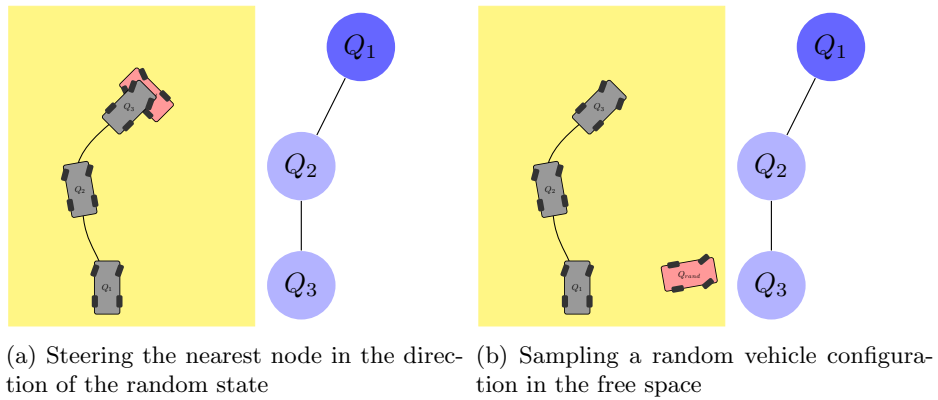 Q₁
Q₂
Q₃
Q₃
Q₂
Q₁
Q₁
Q₂
Q₃
Q₃
Q₂
Q₁
Q_rand
(a) Steering the nearest node in the direc-
tion of the random state
(b) Sampling a random vehicle configura-
tion in the free space